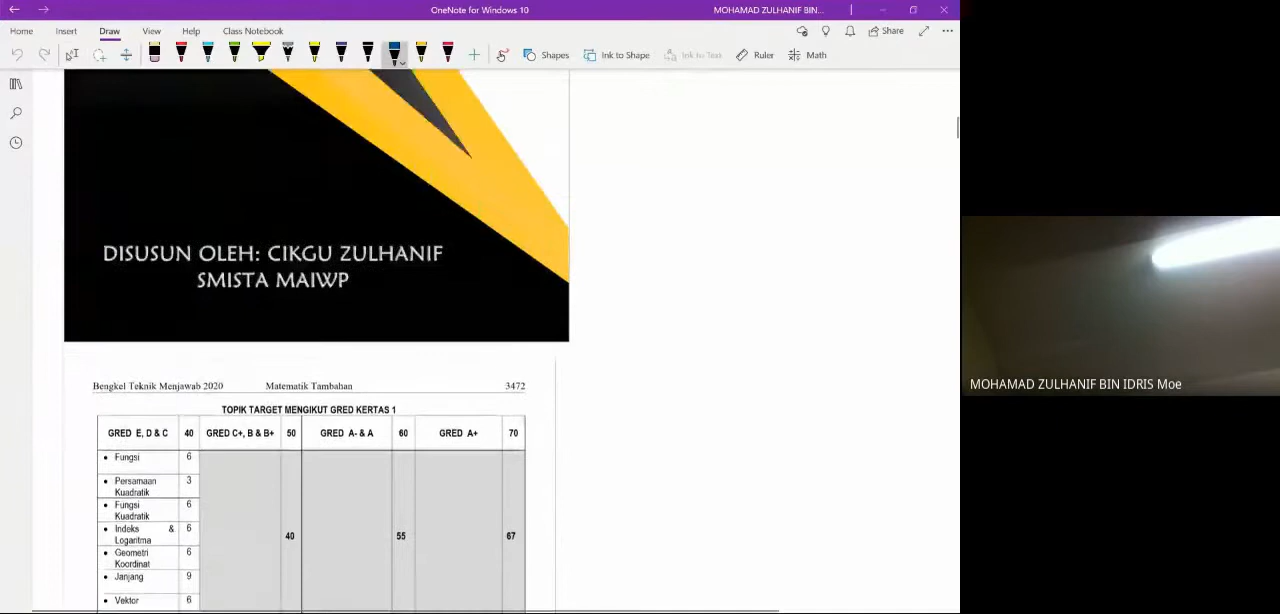 OneNote for Windows 10
MOHAMAD ZULHANIF BIN...
Home Insert Draw View Help Class Notebook
Share
Shapes Ink to Shape Ink to Text Ruler Math
DISUSUN OLEH: CIKGU ZULHANIF
SMISTA MAIWP
Bengkel Teknik Menjawab 2020 Matematik Tambahan 3472
TOPIK TARGET MENGIKUT GRED KERTAS 1
GRED E, D & C 40 GRED C+, B & B+ 50 GRED A- & A 60 GRED A+ 70
• Fungsi 6
• Persamaan 3
Kuadratik
• Fungsi 6
Kuadratik
• Indeks & 6
Logaritma
40 55 67
• Geometri 6
Koordinat
• Janjang 9
• Vektor 6
MOHAMAD ZULHANIF BIN IDRIS Moe